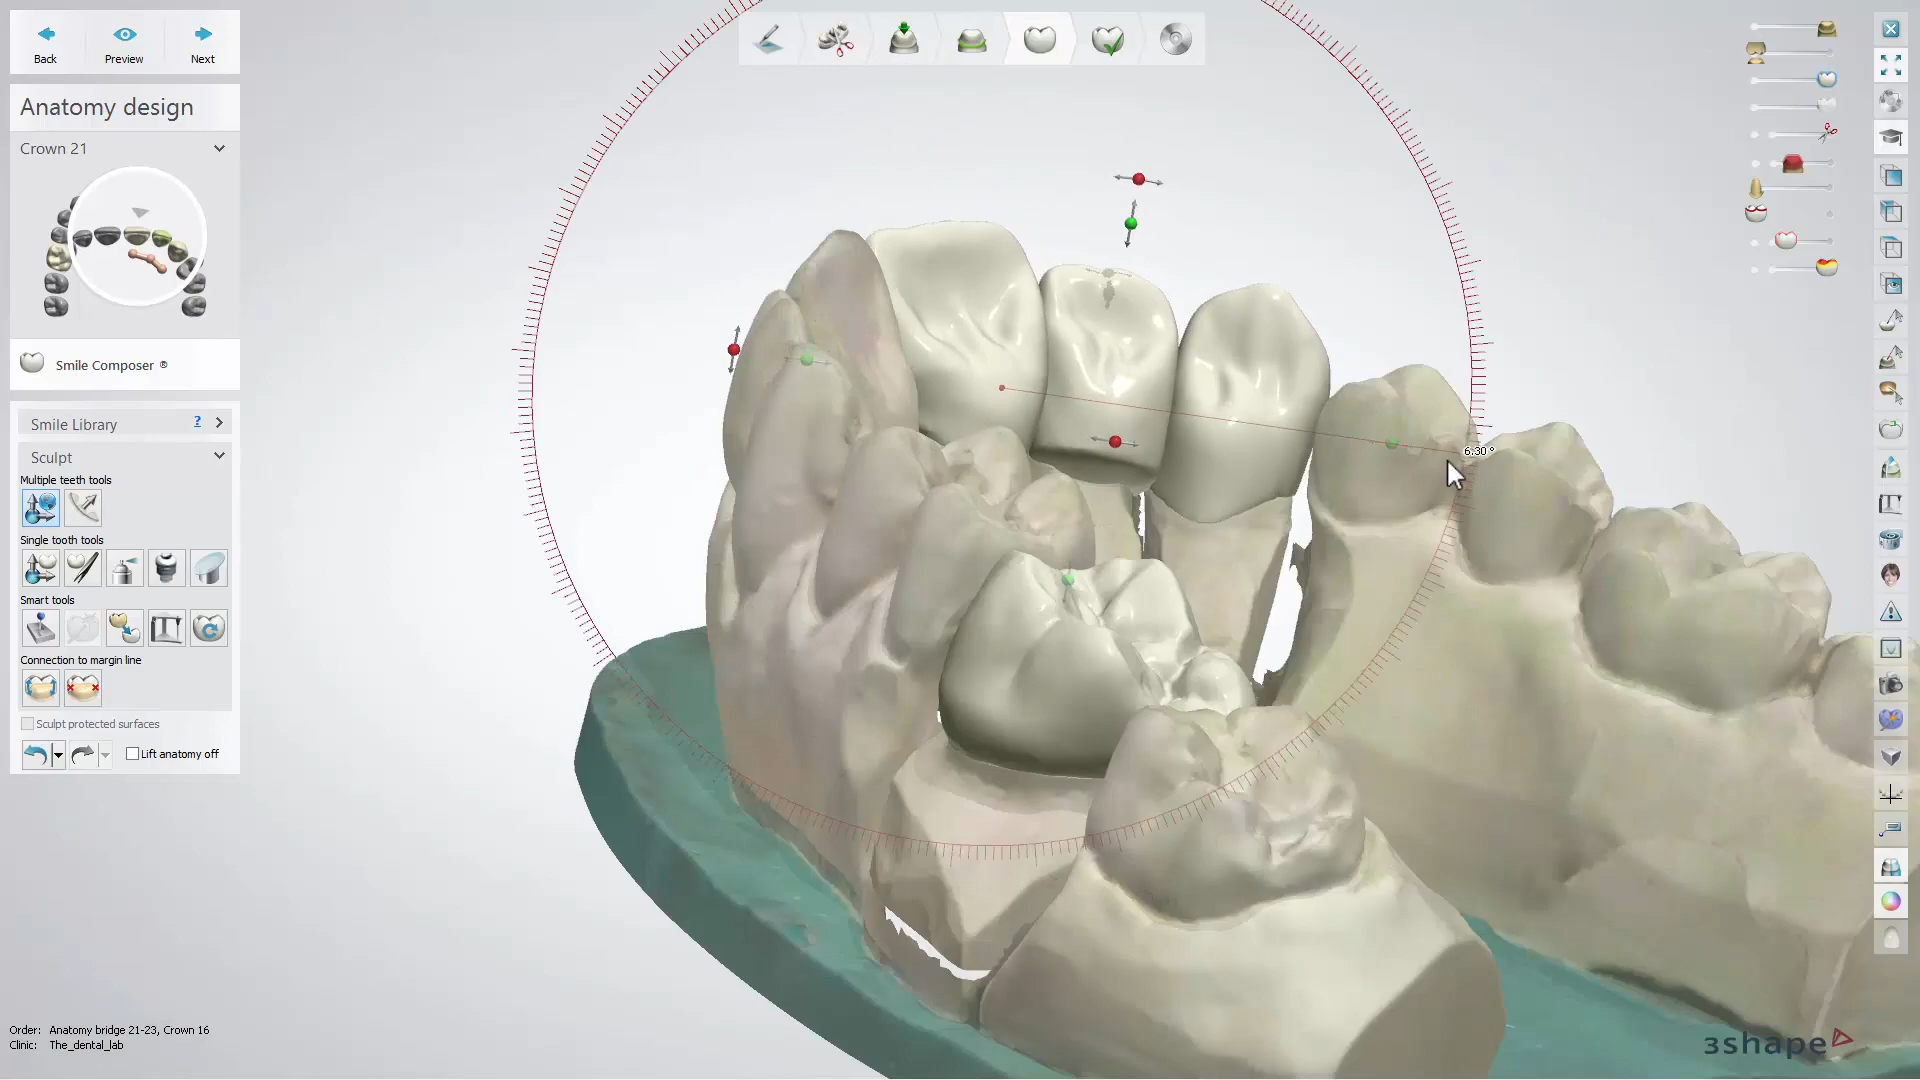 Back
Preview
Next
Anatomy design
Crown 21
Smile Composer ®
Smile Library ?
Sculpt
Multiple teeth tools
Single tooth tools
Smart tools
Connection to margin line
Sculpt protected surfaces
Lift anatomy off
6.30 °
Order: Anatomy bridge 21-23, Crown 16
Clinic: The_dental_lab
3shape